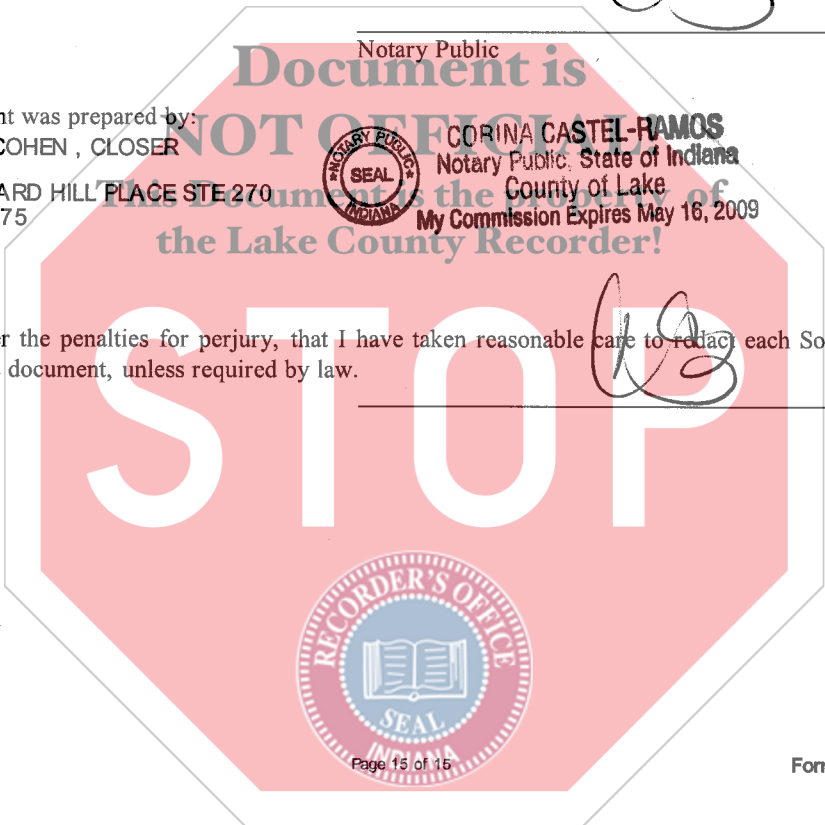 Notary Public
Document is
nt was prepared by:
NOT OFFICIAL!
COHEN , CLOSER
CORINA CASTEL-RAMOS
Notary Public, State of Indiana
NOTARY PUBLIC
SEAL
INDIANA
County of Lake
ARD HILL PLACE STE 270
This Document is the property of
75
My Commission Expires May 16, 2009
the Lake County Recorder!
r the penalties for perjury, that I have taken reasonable care to redact each So
document, unless required by law.
STOP
RECORDER'S OFFICE
SEAL
INDIANA
Page 15 of 15
For